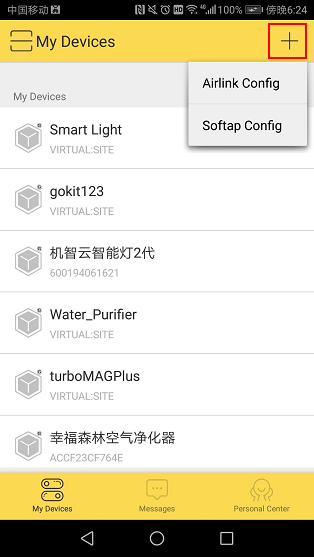 中国移动 100% 傍晚6:24
My Devices
Airlink Config
Softap Config
My Devices
Smart Light
VIRTUAL:SITE
gokit123
VIRTUAL:SITE
机智云智能灯2代
600194061621
Water_Purifier
VIRTUAL:SITE
turboMAGPlus
VIRTUAL:SITE
幸福森林空气净化器
ACCF23CF764E
My Devices Messages Personal Center